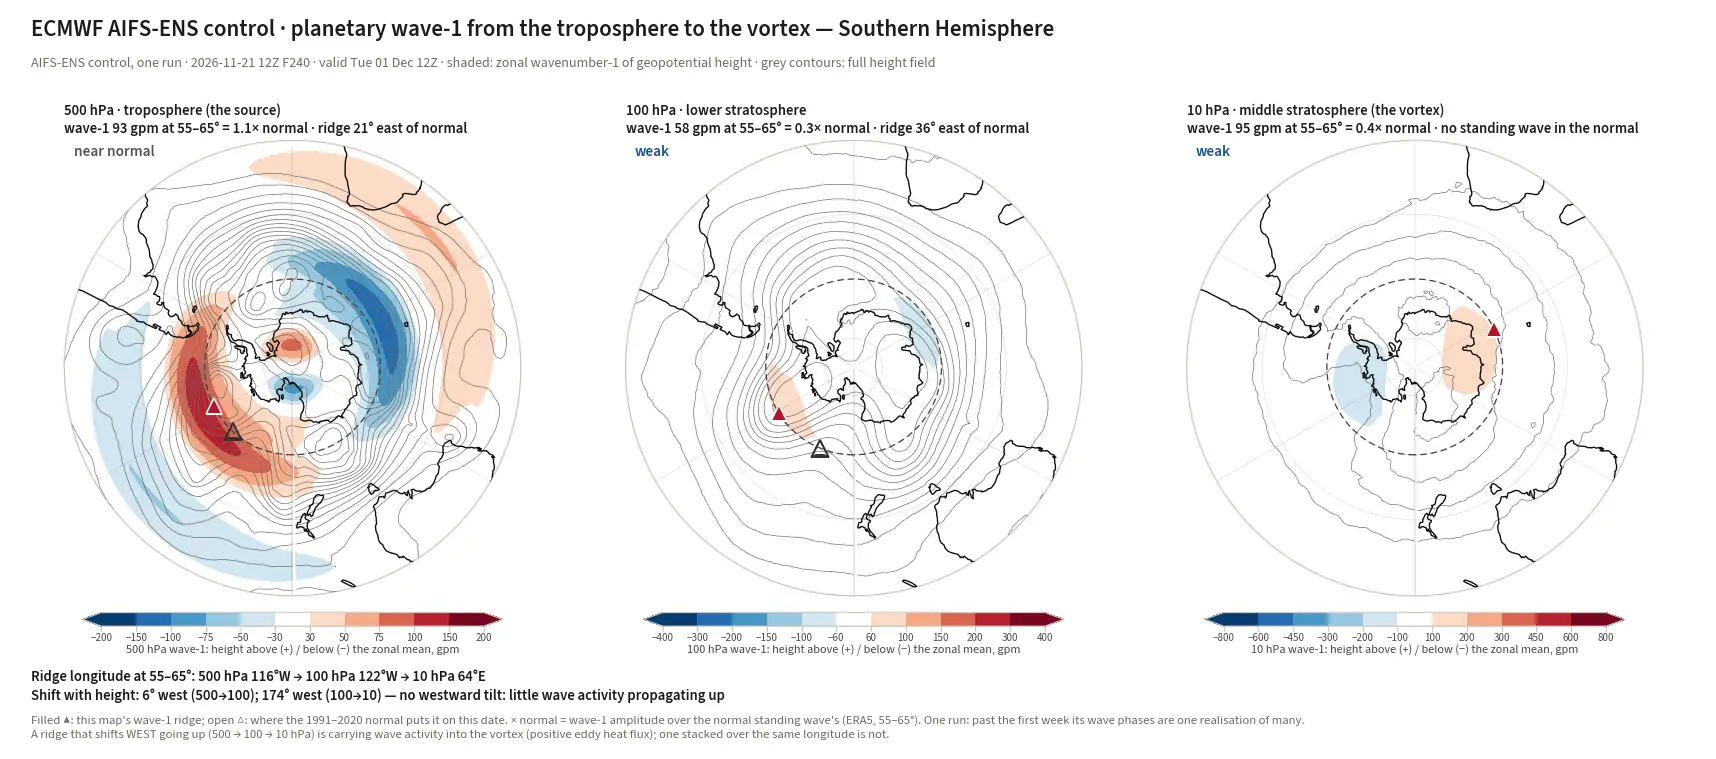 ECMWF AIFS-ENS control · planetary wave-1 from the troposphere to the vortex — Southern Hemisphere
AIFS-ENS control, one run · 2026-11-21 12Z F240 · valid Tue 01 Dec 12Z · shaded: zonal wavenumber-1 of geopotential height · grey contours: full height field
500 hPa · troposphere (the source)
wave-1 93 gpm at 55–65° = 1.1× normal · ridge 21° east of normal
near normal
100 hPa · lower stratosphere
wave-1 58 gpm at 55–65° = 0.3× normal · ridge 36° east of normal
weak
10 hPa · middle stratosphere (the vortex)
wave-1 95 gpm at 55–65° = 0.4× normal · no standing wave in the normal
weak
−200 −150 −100 −75 −50 −30 30 50 75 100 150 200
500 hPa wave-1: height above (+) / below (−) the zonal mean, gpm
−400 −300 −200 −150 −100 −60 60 100 150 200 300 400
100 hPa wave-1: height above (+) / below (−) the zonal mean, gpm
−800 −600 −450 −300 −200 −100 100 200 300 450 600 800
10 hPa wave-1: height above (+) / below (−) the zonal mean, gpm
Ridge longitude at 55–65°: 500 hPa 116°W → 100 hPa 122°W → 10 hPa 64°E
Shift with height: 6° west (500→100); 174° west (100→10) — no westward tilt: little wave activity propagating up
Filled ▲: this map's wave-1 ridge; open △: where the 1991–2020 normal puts it on this date. × normal = wave-1 amplitude over the normal standing wave's (ERA5, 55–65°). One run: past the first week its wave phases are one realisation of many.
A ridge that shifts WEST going up (500 → 100 → 10 hPa) is carrying wave activity into the vortex (positive eddy heat flux); one stacked over the same longitude is not.